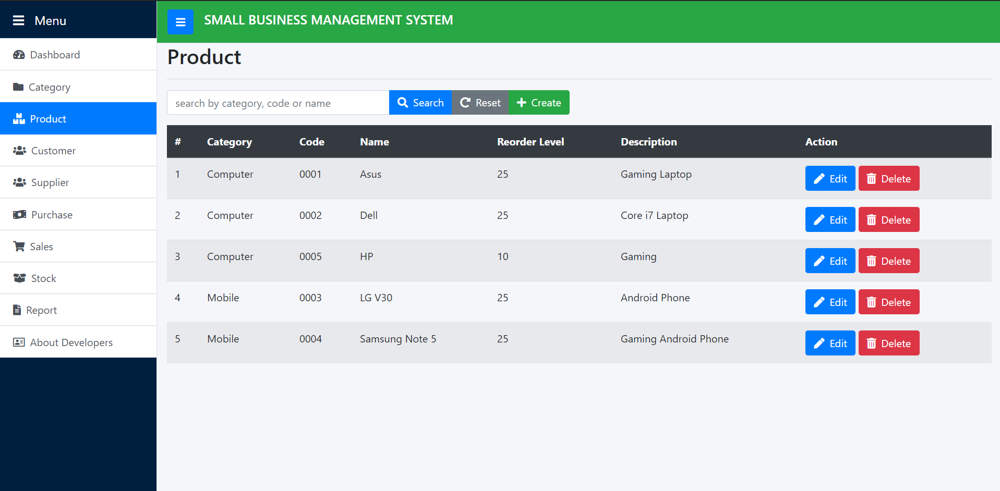 Menu
SMALL BUSINESS MANAGEMENT SYSTEM
Dashboard
Category
Product
Customer
Supplier
Purchase
Sales
Stock
Report
About Developers
Product
search by category, code or name Search Reset Create
# Category Code Name Reorder Level Description Action
1 Computer 0001 Asus 25 Gaming Laptop Edit Delete
2 Computer 0002 Dell 25 Core i7 Laptop Edit Delete
3 Computer 0005 HP 10 Gaming Edit Delete
4 Mobile 0003 LG V30 25 Android Phone Edit Delete
5 Mobile 0004 Samsung Note 5 25 Gaming Android Phone Edit Delete